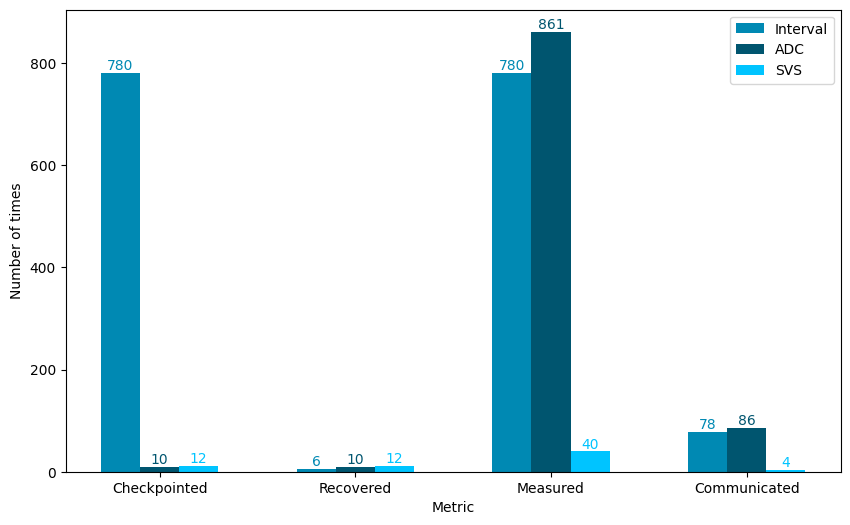 Interval
ADC
SVS
Number of times
800
600
400
200
0
780
10
12
6
10
12
780
861
40
78
86
4
Checkpointed
Recovered
Measured
Communicated
Metric